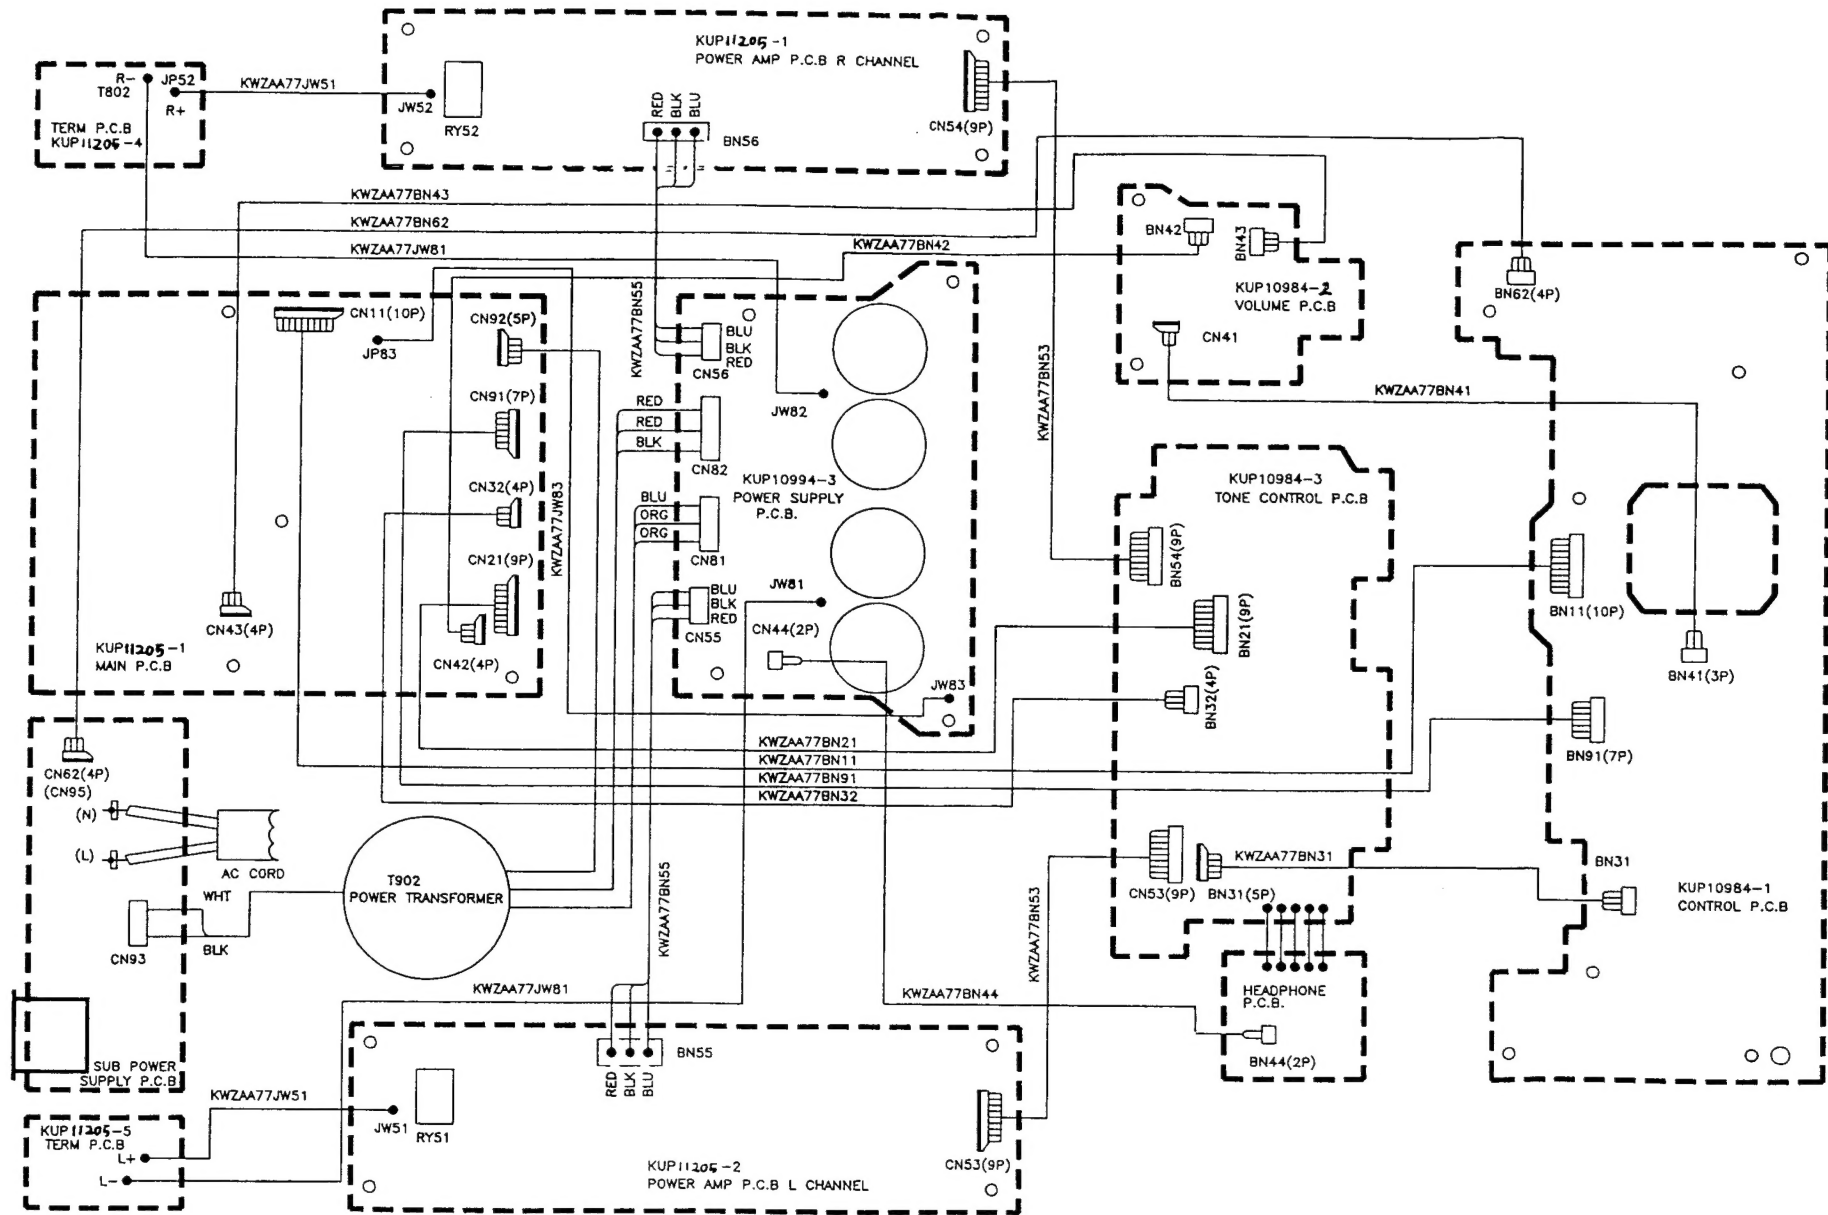 KUP11205-1
POWER AMP P.C.B R CHANNEL
R-
T802
JP52
R+
TERM P.C.B
KUP11205-4
KWZAA77JW51
JW52
RY52
RED
BLK
BLU
BN56
CN54(9P)
KWZAA77BN43
KWZAA77BN62
KWZAA77JW81
KWZAA77BN42
BN42
BN43
KUP10984-2
VOLUME P.C.B
CN41
BN62(4P)
CN11(10P)
JP83
CN92(5P)
CN91(7P)
CN32(4P)
CN21(9P)
CN43(4P)
CN42(4P)
KUP11205-1
MAIN P.C.B
KWZAA77JW83
KWZAA77BN55
BLU
BLK
RED
CN56
RED
RED
BLK
CN82
JW82
KUP10994-3
POWER SUPPLY
P.C.B.
BLU
ORG
ORG
CN81
JW81
BLU
BLK
RED
CN55
CN44(2P)
JW83
KWZAA77BN53
KWZAA77BN41
KUP10984-3
TONE CONTROL P.C.B
BN54(9P)
BN21(9P)
BN32(4P)
BN11(10P)
BN41(3P)
BN91(7P)
KWZAA77BN21
KWZAA77BN11
KWZAA77BN91
KWZAA77BN32
CN62(4P)
(CN95)
(N)
(L)
AC CORD
WHT
BLK
CN93
T902
POWER TRANSFORMER
KWZAA77BN55
KWZAA77BN53
CN53(9P)
BN31(5P)
KWZAA77BN31
BN31
KUP10984-1
CONTROL P.C.B
HEADPHONE
P.C.B.
BN44(2P)
KWZAA77BN44
KWZAA77JW81
SUB POWER
SUPPLY P.C.B
KWZAA77JW51
KUP11205-5
TERM P.C.B
L+
L-
JW51
RY51
RED
BLK
BLU
BN55
KUP11205-2
POWER AMP P.C.B L CHANNEL
CN53(9P)